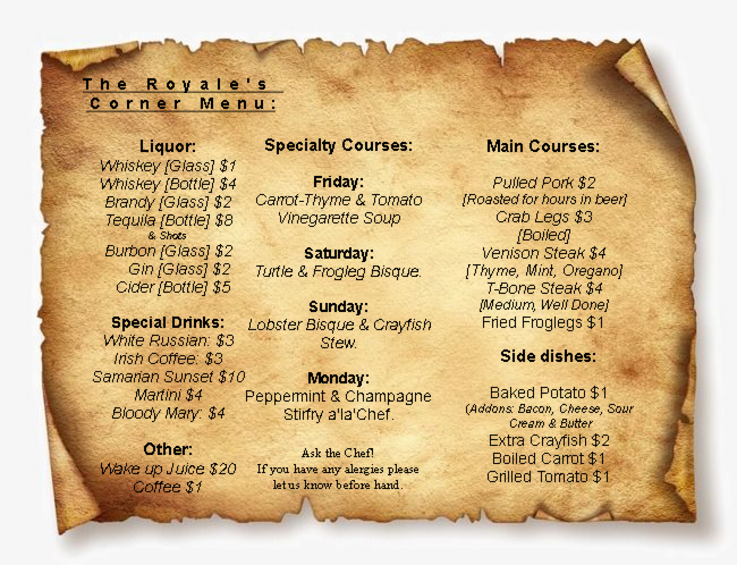 The Royale's
Corner Menu:
Liquor:
Whiskey [Glass] $1
Whiskey [Bottle] $4
Brandy [Glass] $2
Tequila [Bottle] $8
& Shots
Burbon [Glass] $2
Gin [Glass] $2
Cider [Bottle] $5
Special Drinks:
White Russian: $3
Irish Coffee: $3
Samarian Sunset $10
Martini $4
Bloody Mary: $4
Other:
Wake up Juice $20
Coffee $1
Specialty Courses:
Friday:
Carrot-Thyme & Tomato
Vinegarette Soup
Saturday:
Turtle & Frogleg Bisque.
Sunday:
Lobster Bisque & Crayfish
Stew.
Monday:
Peppermint & Champagne
Stirfry a'la'Chef.
Ask the Chef!
If you have any alergies please
let us know before hand.
Main Courses:
Pulled Pork $2
[Roasted for hours in beer]
Crab Legs $3
[Boiled]
Venison Steak $4
[Thyme, Mint, Oregano]
T-Bone Steak $4
[Medium, Well Done]
Fried Froglegs $1
Side dishes:
Baked Potato $1
(Addons: Bacon, Cheese, Sour
Cream & Butter
Extra Crayfish $2
Boiled Carrot $1
Grilled Tomato $1